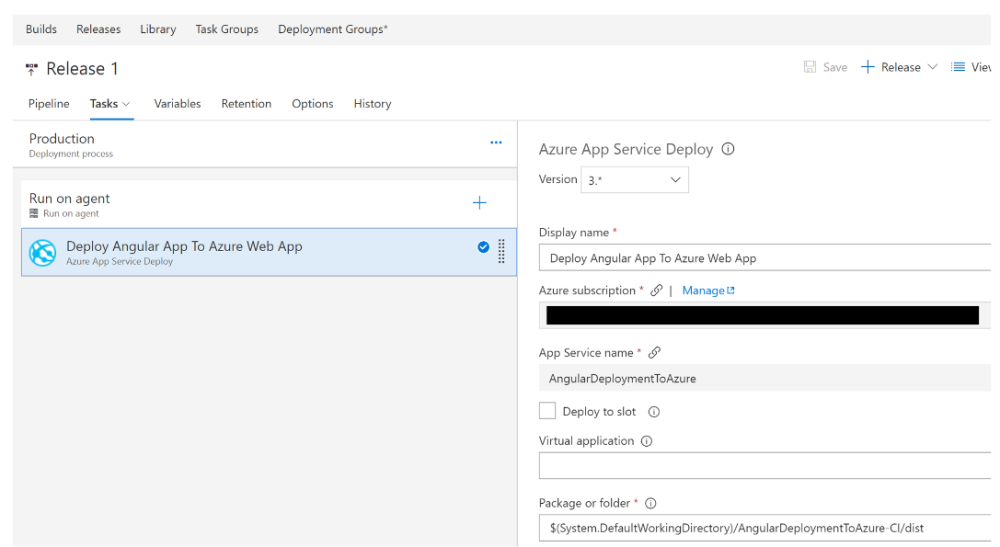 Builds Releases Library Task Groups Deployment Groups*
Release 1
Save Release
Pipeline Tasks Variables Retention Options History
Production
Deployment process
Run on agent
Run on agent
Deploy Angular App To Azure Web App
Azure App Service Deploy
Azure App Service Deploy
Version 3.*
Display name *
Deploy Angular App To Azure Web App
Azure subscription * | Manage
App Service name *
AngularDeploymentToAzure
Deploy to slot
Virtual application
Package or folder *
$(System.DefaultWorkingDirectory)/AngularDeploymentToAzure-CI/dist